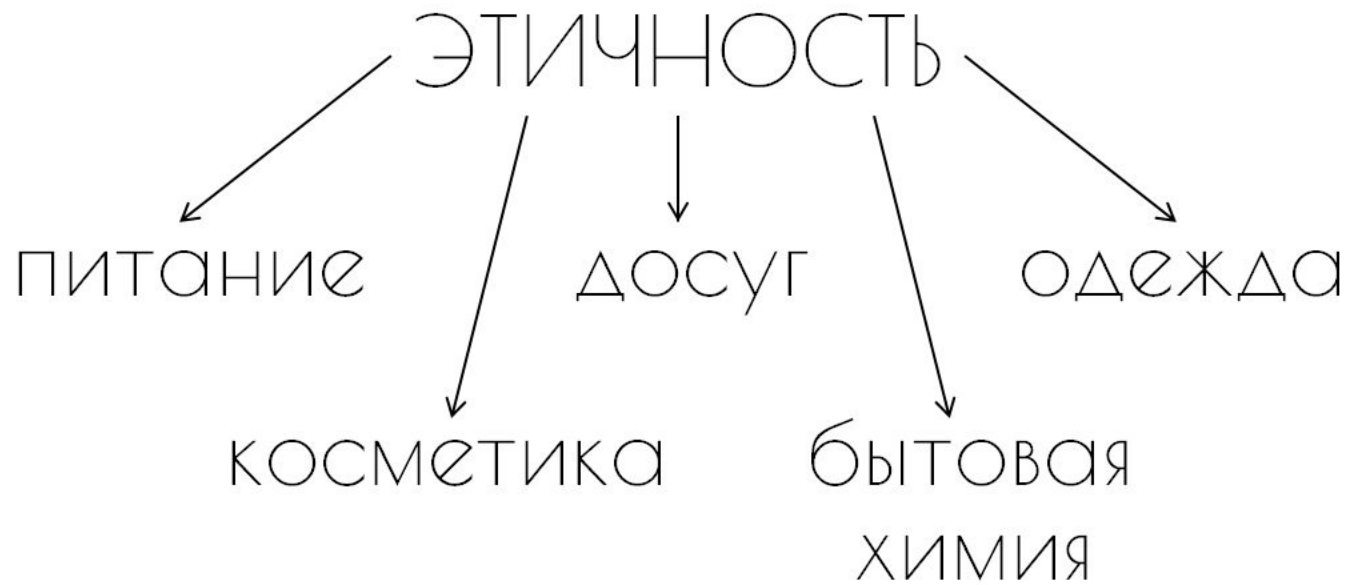 ЭТИЧНОСТЬ
питание
досуг
одежда
косметика
бытовая
химия